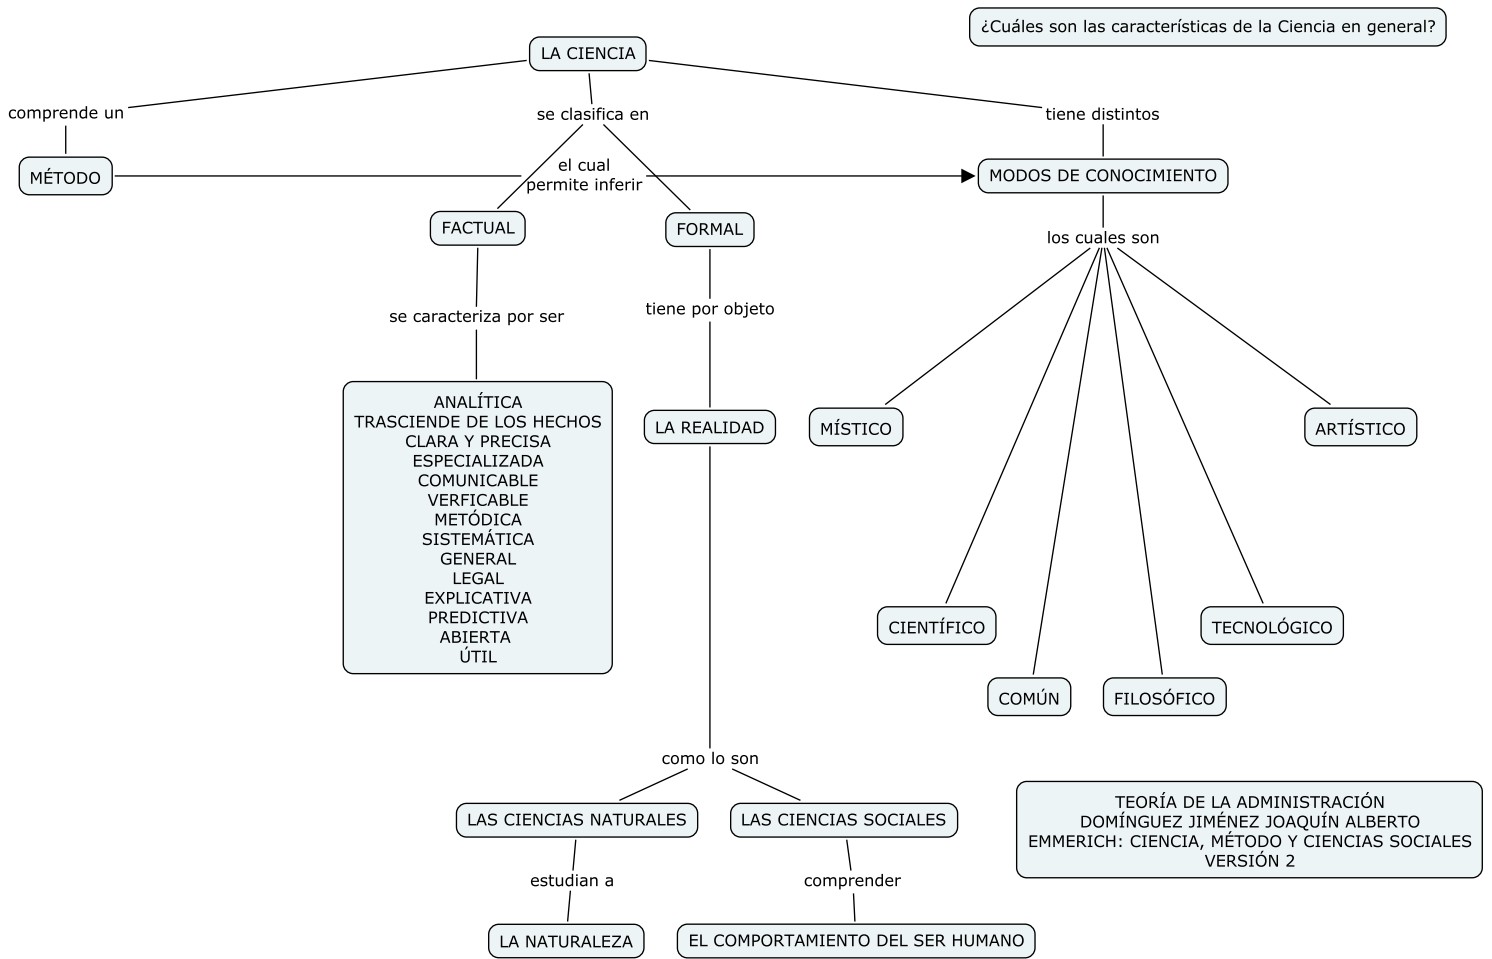 ¿Cuáles son las características de la Ciencia en general?
LA CIENCIA
comprende un
se clasifica en
tiene distintos
MÉTODO
el cual
permite inferir
MODOS DE CONOCIMIENTO
FACTUAL
FORMAL
los cuales son
se caracteriza por ser
tiene por objeto
ANALÍTICA
TRASCIENDE DE LOS HECHOS
CLARA Y PRECISA
ESPECIALIZADA
COMUNICABLE
VERFICABLE
METÓDICA
SISTEMÁTICA
GENERAL
LEGAL
EXPLICATIVA
PREDICTIVA
ABIERTA
ÚTIL
LA REALIDAD
MÍSTICO
ARTÍSTICO
CIENTÍFICO
TECNOLÓGICO
COMÚN
FILOSÓFICO
como lo son
LAS CIENCIAS NATURALES
LAS CIENCIAS SOCIALES
estudian a
comprender
LA NATURALEZA
EL COMPORTAMIENTO DEL SER HUMANO
TEORÍA DE LA ADMINISTRACIÓN
DOMÍNGUEZ JIMÉNEZ JOAQUÍN ALBERTO
EMMERICH: CIENCIA, MÉTODO Y CIENCIAS SOCIALES
VERSIÓN 2